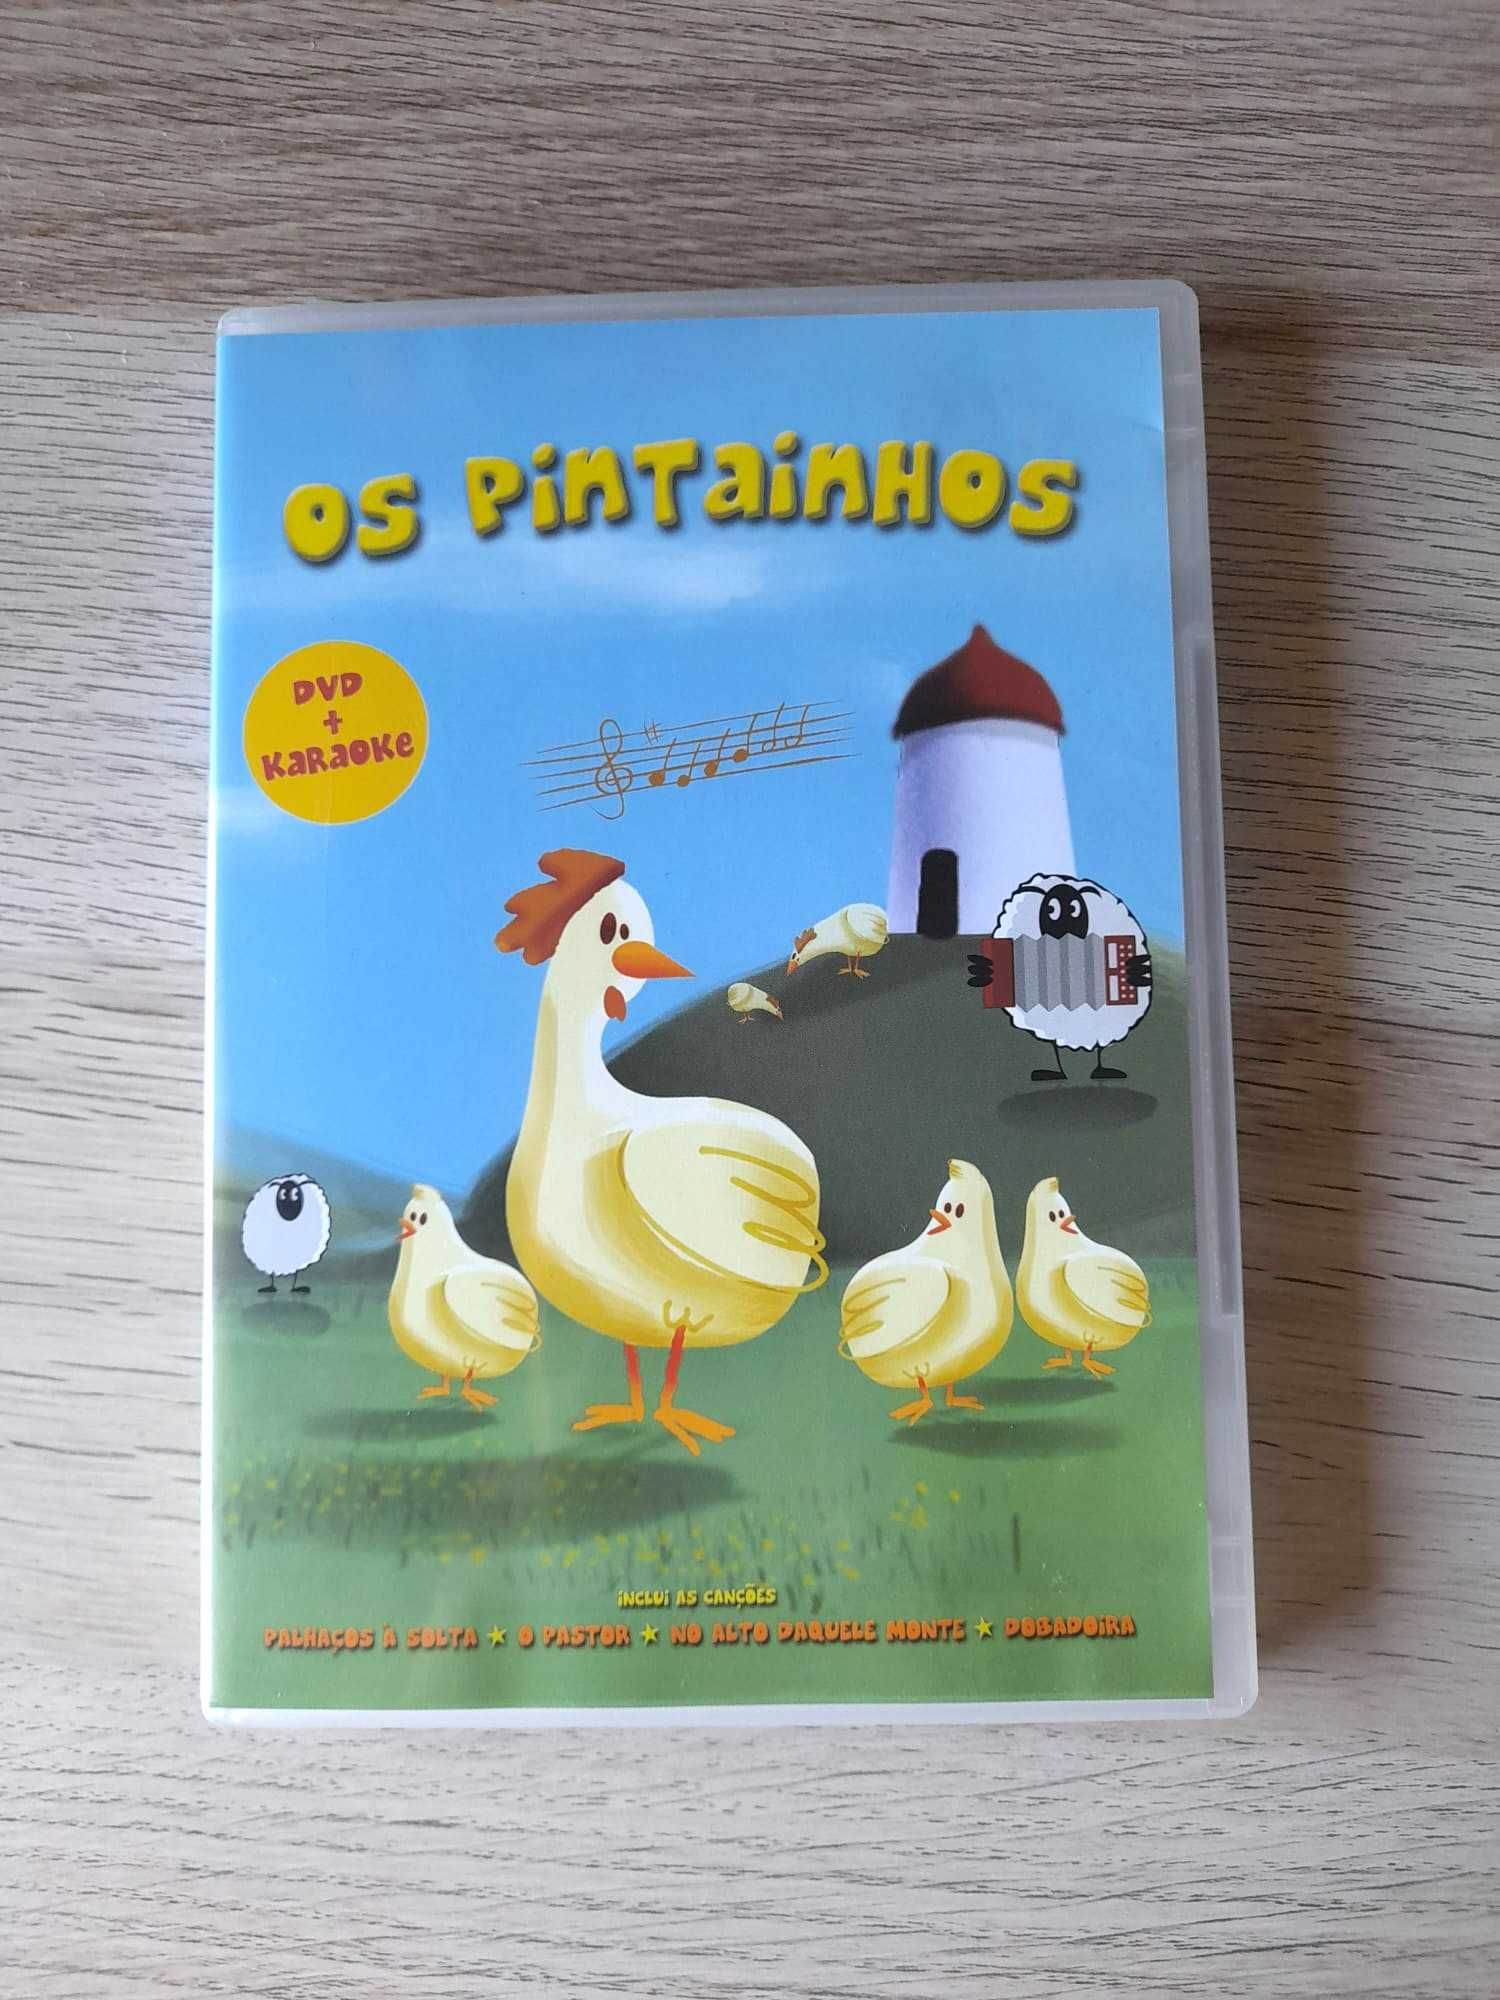 OS PINTAINHOS
DVD
+
KARAOKE
INCLUI AS CANÇÕES
PALHAÇOS À SOLTA ★ O PASTOR ★ NO ALTO DAQUELE MONTE ★ DOBADOIRA